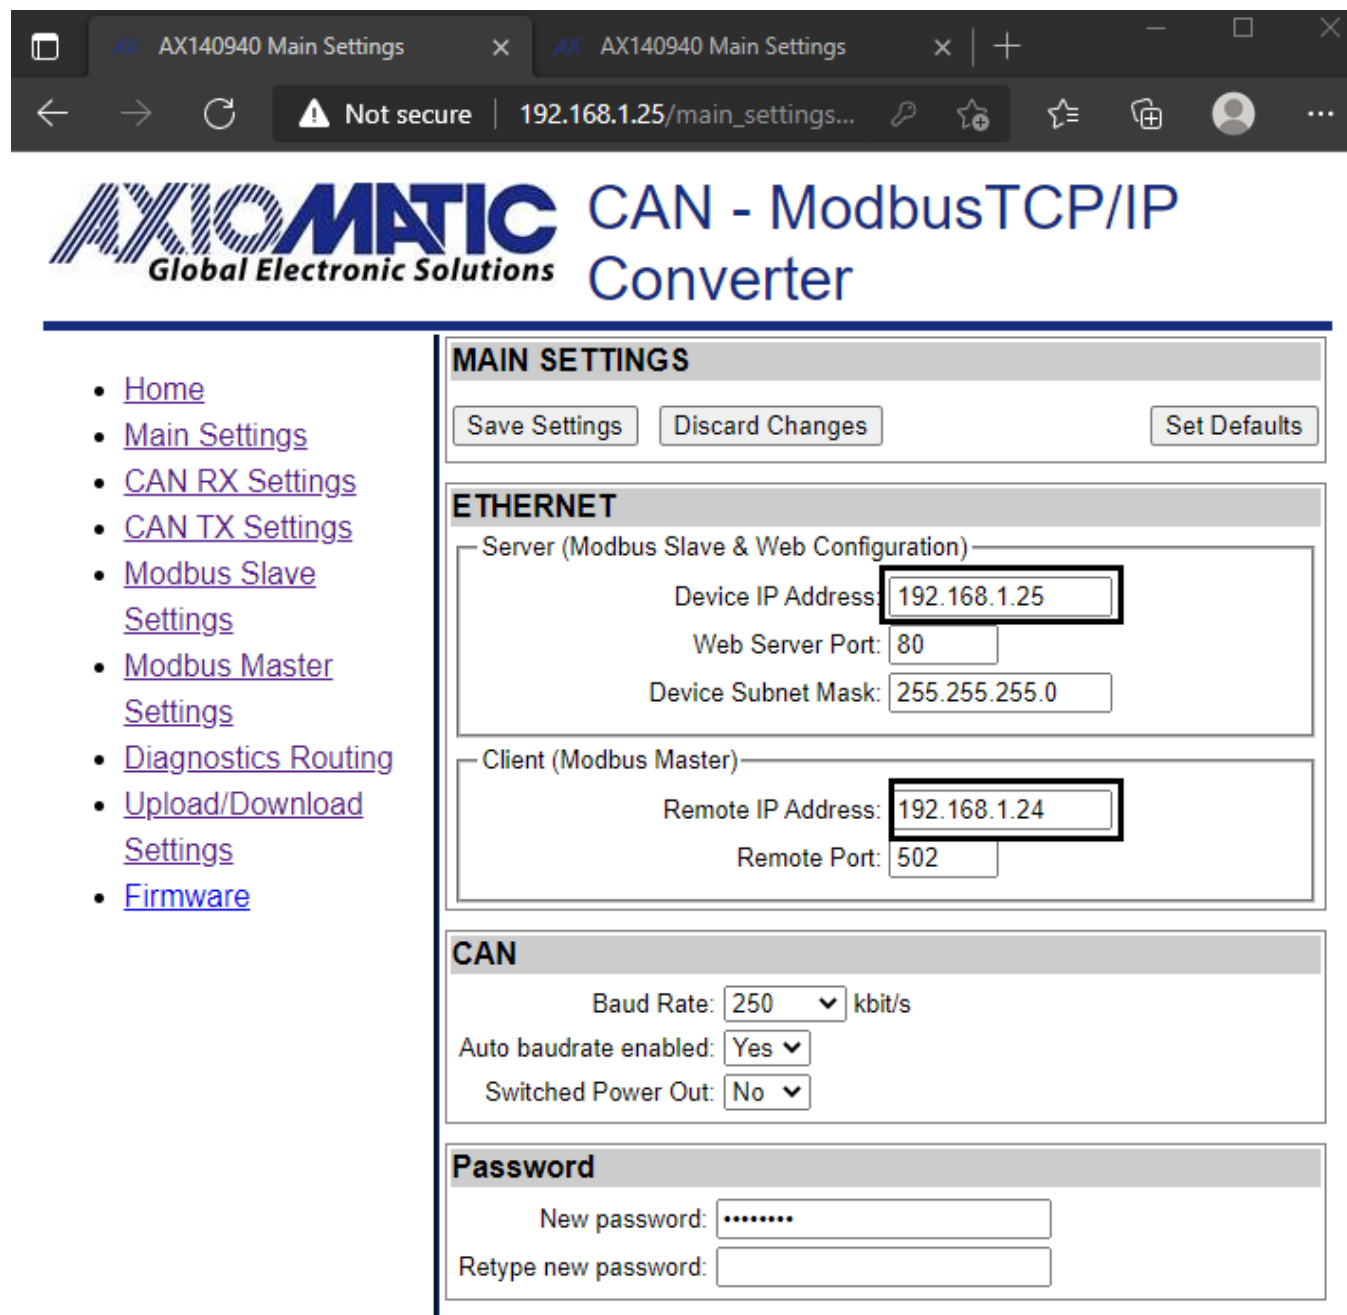 AX140940 Main Settings
AX140940 Main Settings
Not secure | 192.168.1.25/main_settings...
AXIOMATIC
Global Electronic Solutions
CAN - ModbusTCP/IP
Converter
Home
Main Settings
CAN RX Settings
CAN TX Settings
Modbus Slave
Settings
Modbus Master
Settings
Diagnostics Routing
Upload/Download
Settings
Firmware
MAIN SETTINGS
Save Settings Discard Changes Set Defaults
ETHERNET
Server (Modbus Slave & Web Configuration)
Device IP Address: 192.168.1.25
Web Server Port: 80
Device Subnet Mask: 255.255.255.0
Client (Modbus Master)
Remote IP Address: 192.168.1.24
Remote Port: 502
CAN
Baud Rate: 250 kbit/s
Auto baudrate enabled: Yes
Switched Power Out: No
Password
New password: ••••••••
Retype new password: